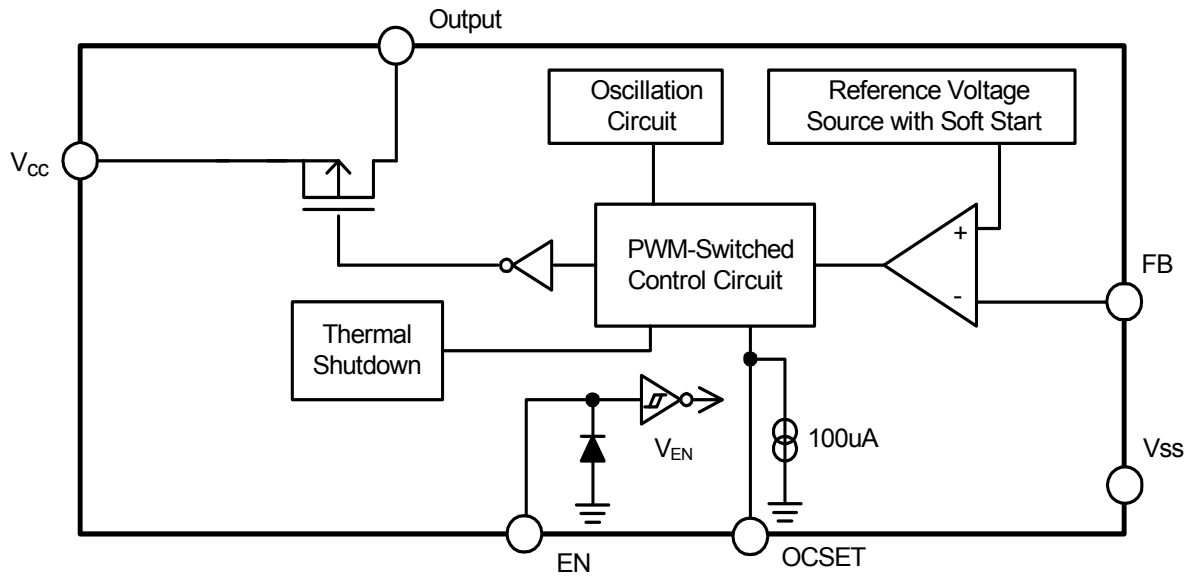 Output
Oscillation
Circuit
Reference Voltage
Source with Soft Start
VCC
PWM-Switched
Control Circuit
+
-
FB
Thermal
Shutdown
VEN
100uA
Vss
EN
OCSET